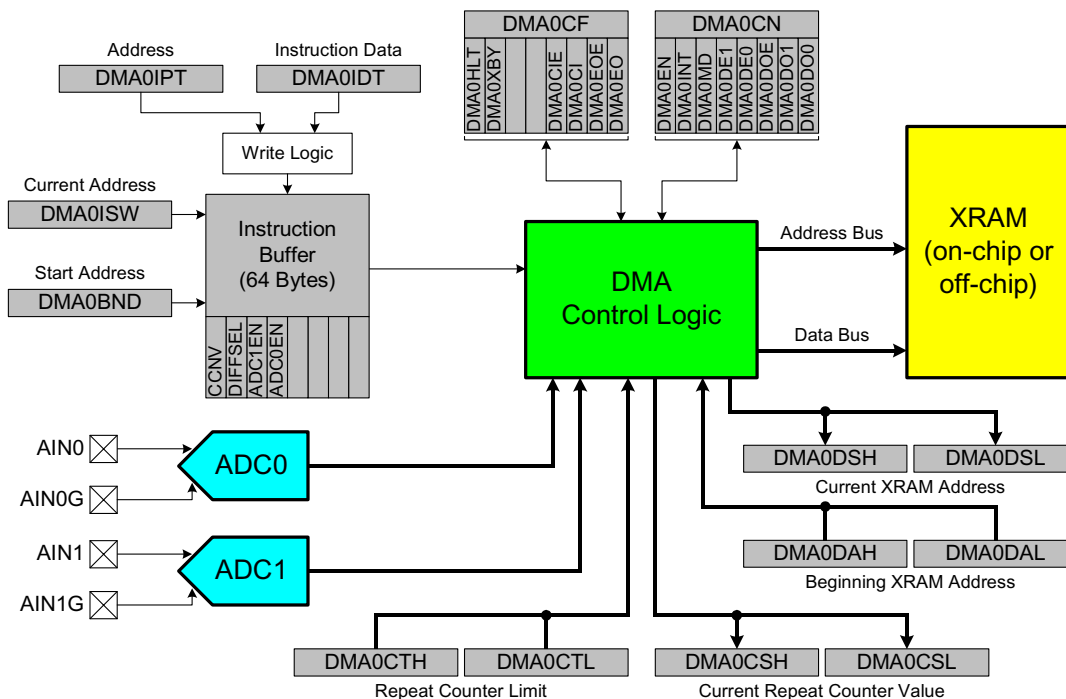 Address
Instruction Data
DMA0IPT
DMA0IDT
Write Logic
Current Address
DMA0ISW
Start Address
DMA0BND
Instruction
Buffer
(64 Bytes)
CCNV
DIFFSEL
ADC1EN
ADC0EN
DMA0CF
DMA0HLT
DMA0XBY
DMA0CIE
DMA0CI
DMA0EOE
DMA0EO
DMA0CN
DMA0EN
DMA0INT
DMA0MD
DMA0DE1
DMA0DE0
DMA0DOE
DMA0DO1
DMA0DO0
DMA
Control Logic
Address Bus
Data Bus
XRAM
(on-chip or
off-chip)
AIN0
AIN0G
ADC0
AIN1
AIN1G
ADC1
DMA0DSH
DMA0DSL
Current XRAM Address
DMA0DAH
DMA0DAL
Beginning XRAM Address
DMA0CTH
DMA0CTL
Repeat Counter Limit
DMA0CSH
DMA0CSL
Current Repeat Counter Value